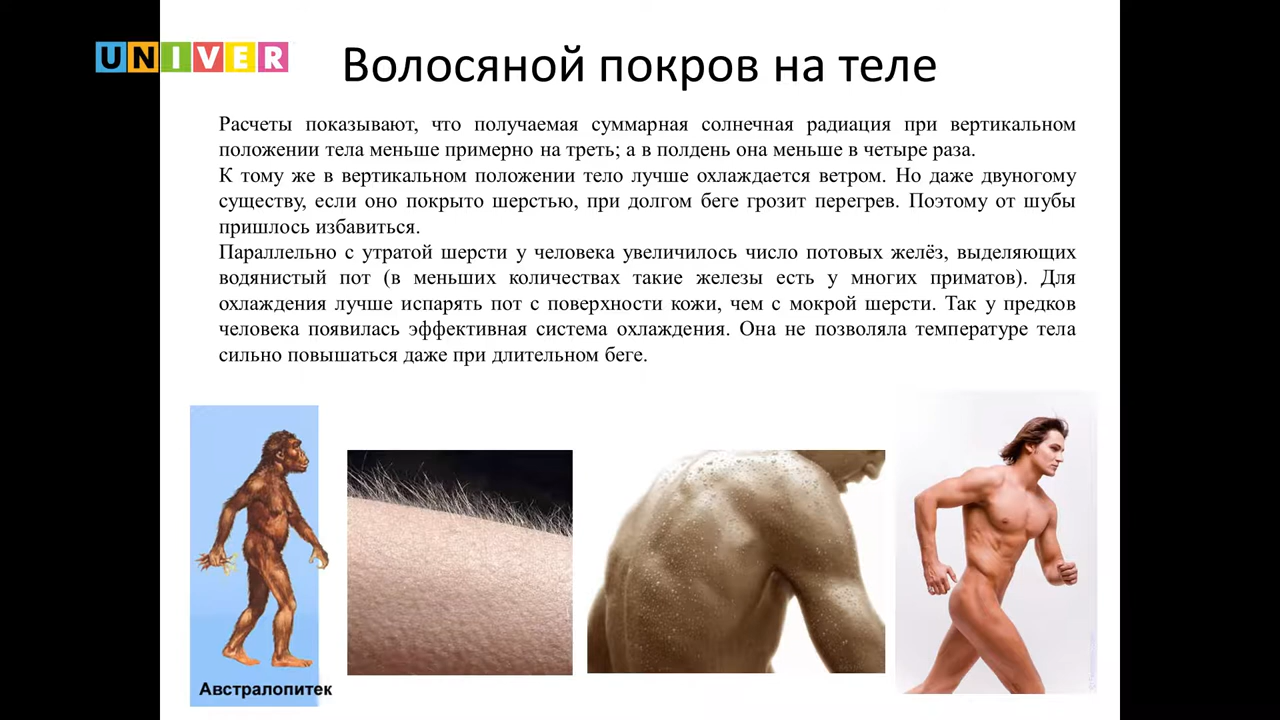 UNIVER
Волосяной покров на теле
Расчеты показывают, что получаемая суммарная солнечная радиация при вертикальном
положении тела меньше примерно на треть; а в полдень она меньше в четыре раза.
К тому же в вертикальном положении тело лучше охлаждается ветром. Но даже двуногому
существу, если оно покрыто шерстью, при долгом беге грозит перегрев. Поэтому от шубы
пришлось избавиться.
Параллельно с утратой шерсти у человека увеличилось число потовых желёз, выделяющих
водянистый пот (в меньших количествах такие железы есть у многих приматов). Для
охлаждения лучше испарять пот с поверхности кожи, чем с мокрой шерсти. Так у предков
человека появилась эффективная система охлаждения. Она не позволяла температуре тела
сильно повышаться даже при длительном беге.
Австралопитек